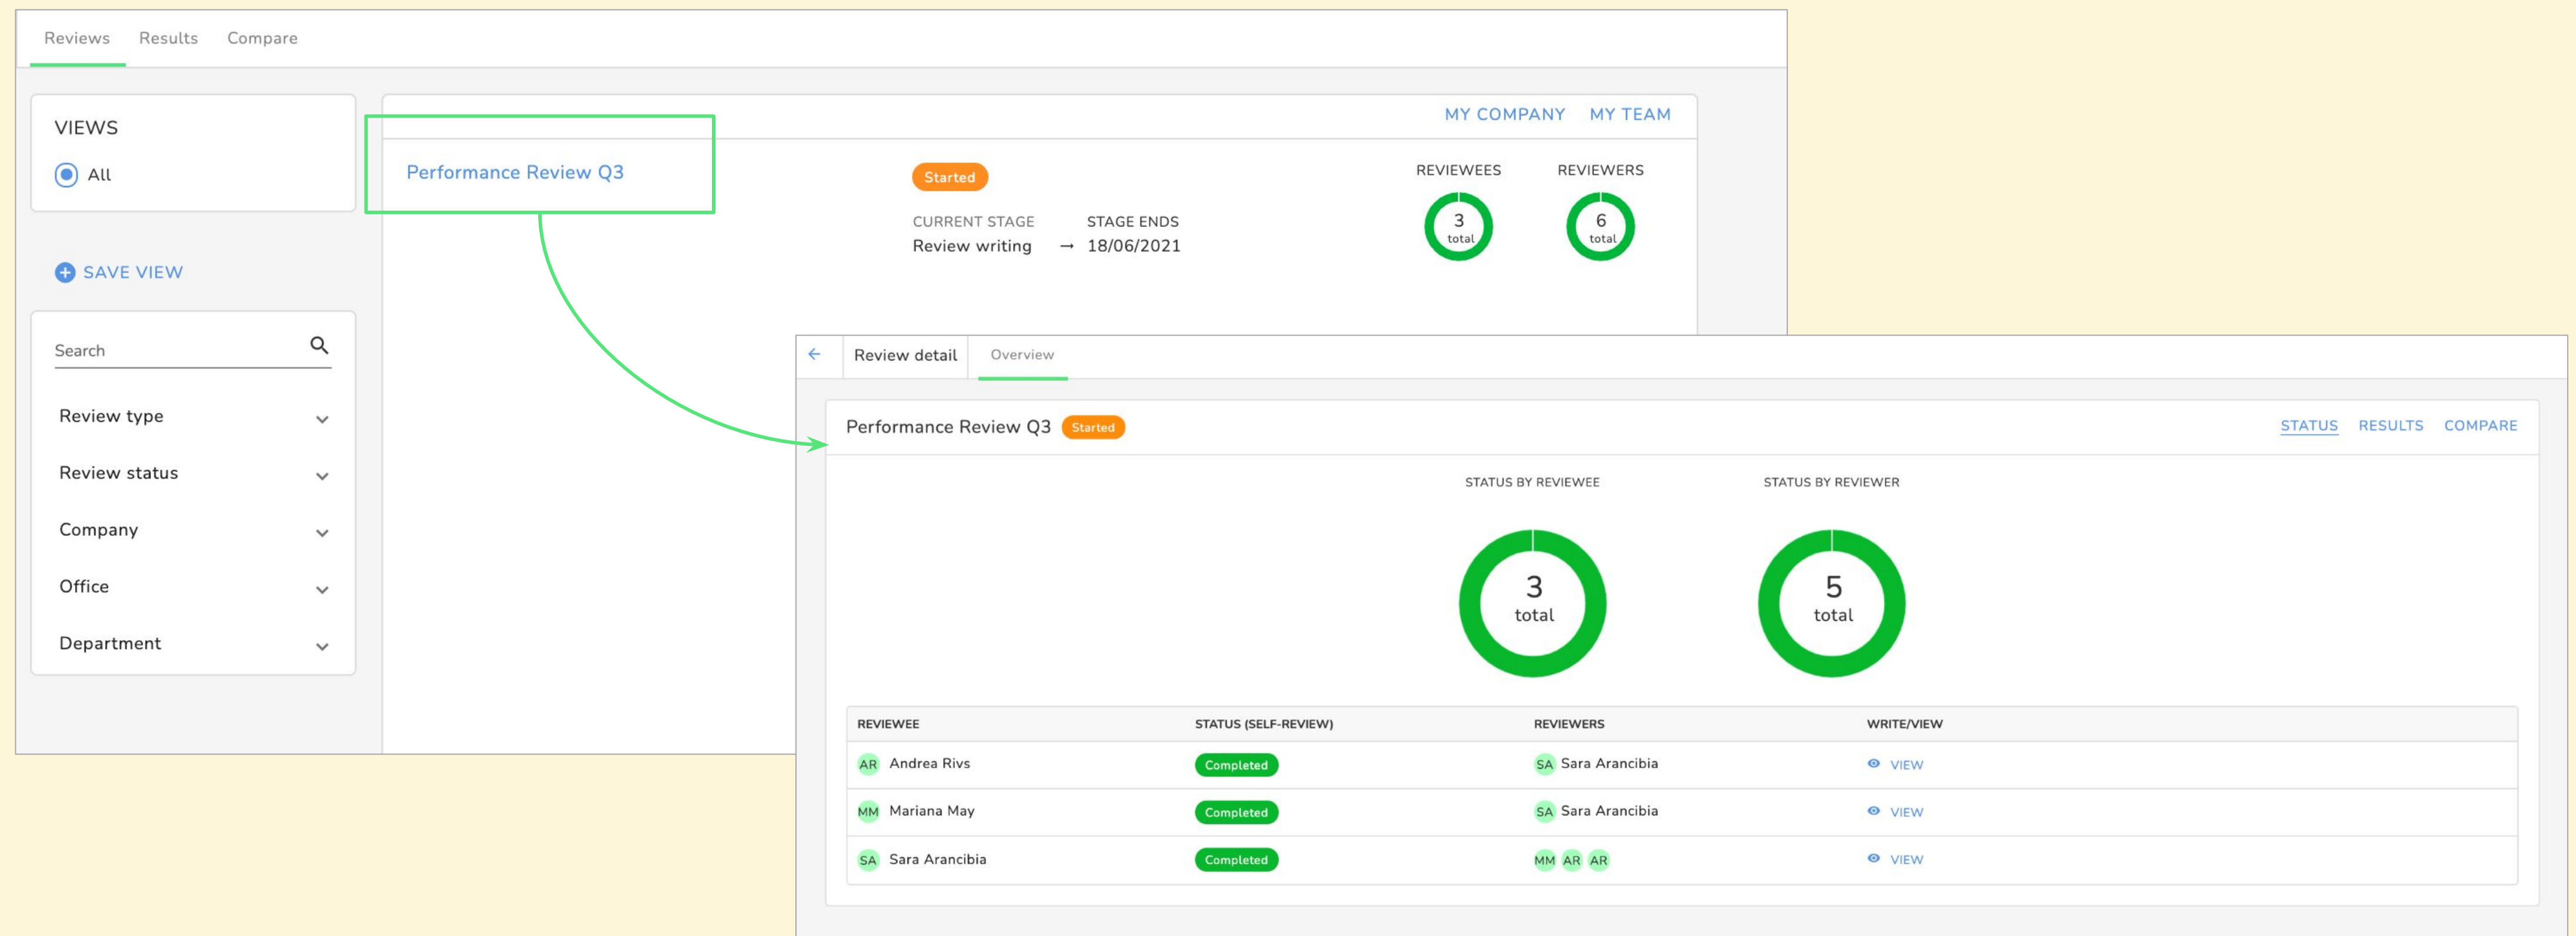 Reviews Results Compare
VIEWS
All
SAVE VIEW
Search
Review type
Review status
Company
Office
Department
MY COMPANY MY TEAM
Performance Review Q3
Started
CURRENT STAGE STAGE ENDS
Review writing → 18/06/2021
REVIEWEES REVIEWERS
3 6
total total
← Review detail Overview
Performance Review Q3 Started STATUS RESULTS COMPARE
STATUS BY REVIEWEE STATUS BY REVIEWER
3 5
total total
REVIEWEE STATUS (SELF-REVIEW) REVIEWERS WRITE/VIEW
AR Andrea Rivs Completed SA Sara Arancibia VIEW
MM Mariana May Completed SA Sara Arancibia VIEW
SA Sara Arancibia Completed MM AR AR VIEW